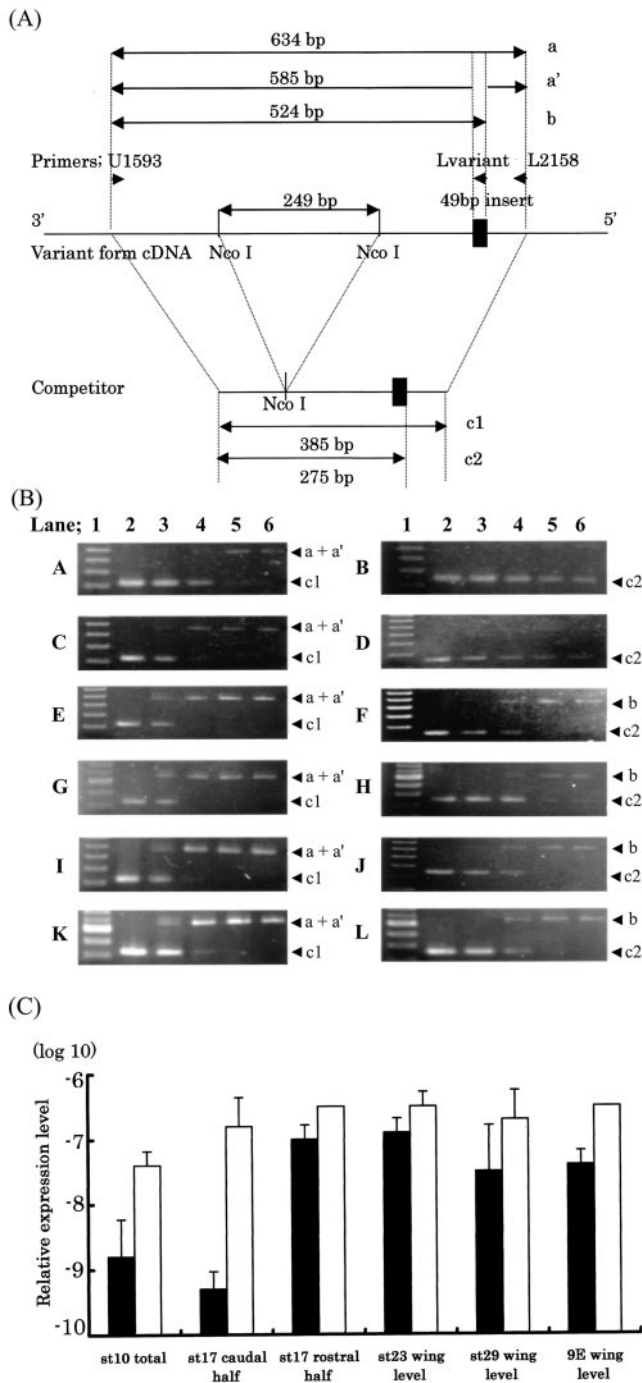 (A)
634 bp
a
585 bp
a'
524 bp
b
Primers; U1593
Lvariant
L2158
249 bp
49bp insert
3'
5'
Variant form cDNA
Nco I
Nco I
Competitor
Nco I
c1
385 bp
c2
275 bp
(B)
Lane; 1 2 3 4 5 6
1 2 3 4 5 6
A
a + a'
c1
B
c2
C
a + a'
c1
D
c2
E
a + a'
c1
F
b
c2
G
a + a'
c1
H
b
c2
I
a + a'
c1
J
b
c2
K
a + a'
c1
L
b
c2
(C)
(log 10)
Relative expression level
-6
-7
-8
-9
-10
st10 total
st17 caudal half
st17 rostral half
st23 wing level
st29 wing level
9E wing level